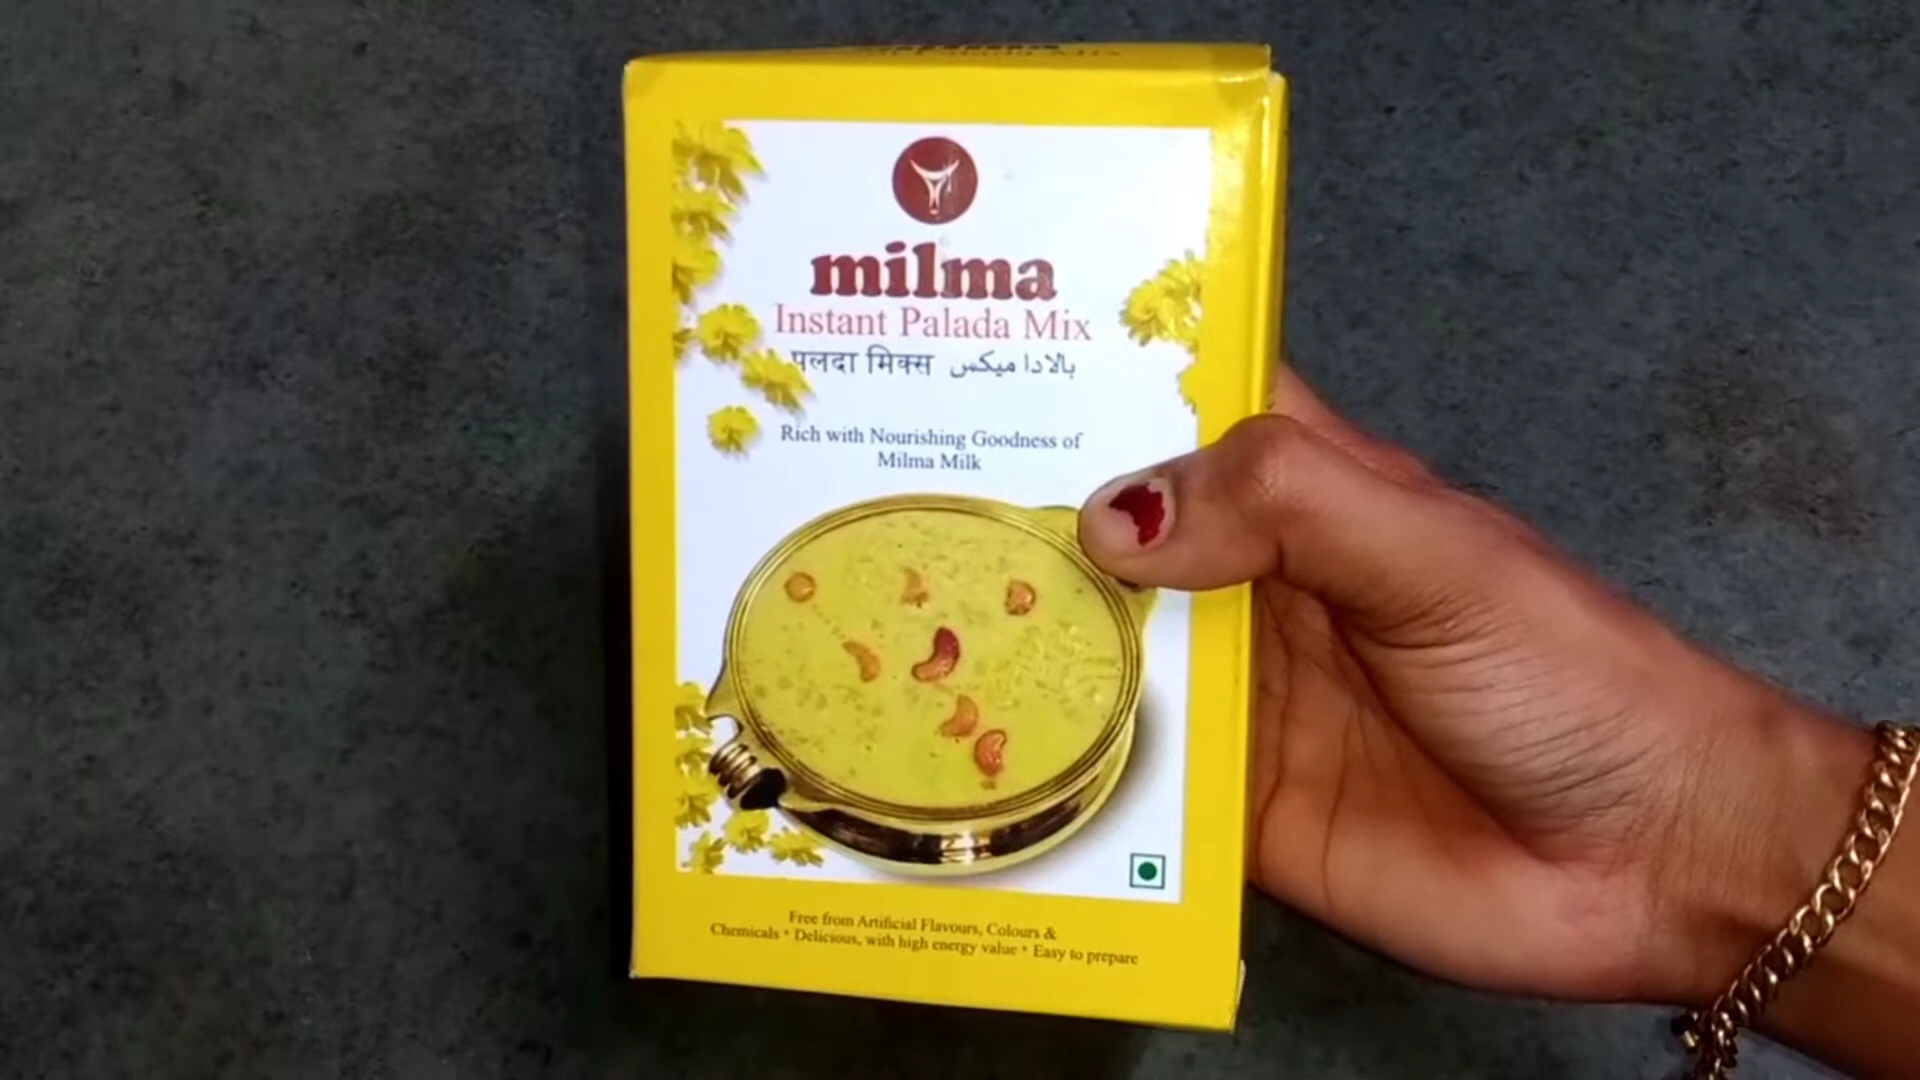 milma
Instant Palada Mix
पलदा मिक्स بالادا ميكس
Rich with Nourishing Goodness of
Milma Milk
Free from Artificial Flavours, Colours &
Chemicals * Delicious, with high energy value * Easy to prepare